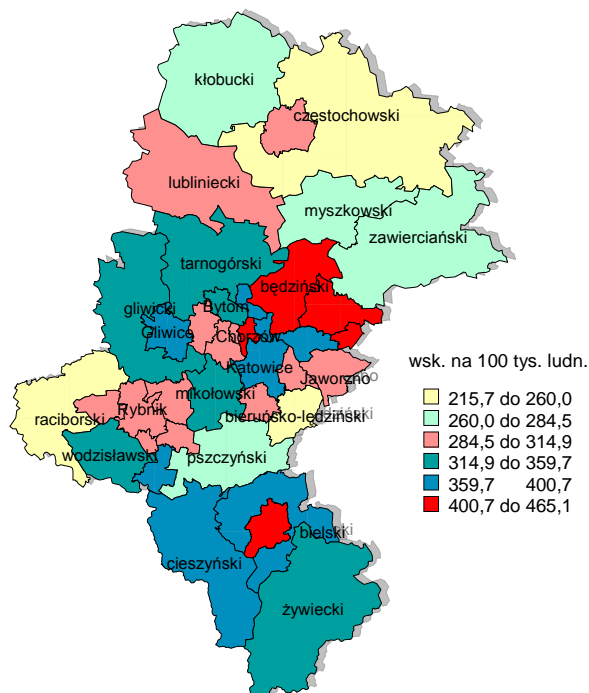 kłobucki
częstochowski
lubliniecki
myszkowski
zawierciański
tarnogórski
będziński
gliwicki
Bytom
Gliwice
Chorzów
Katowice
Jaworzno
wsk. na 100 tys. ludn.
215,7 do 260,0
260,0 do 284,5
284,5 do 314,9
314,9 do 359,7
359,7 400,7
400,7 do 465,1
mikołowski
Rybnik
raciborski
bieruńsko-lędziński
wodzisławski
pszczyński
bielski
cieszyński
żywiecki